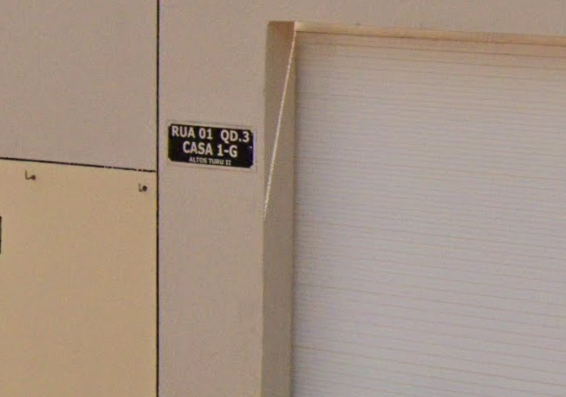 RUA 01 QD.3
CASA 1-G
ALTOS TURU II